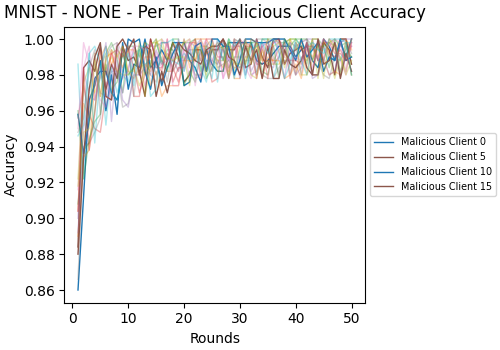 MNIST - NONE - Per Train Malicious Client Accuracy
1.00
0.98
0.96
0.94
0.92
0.90
0.88
0.86
Accuracy
0 10 20 30 40 50
Rounds
Malicious Client 0
Malicious Client 5
Malicious Client 10
Malicious Client 15